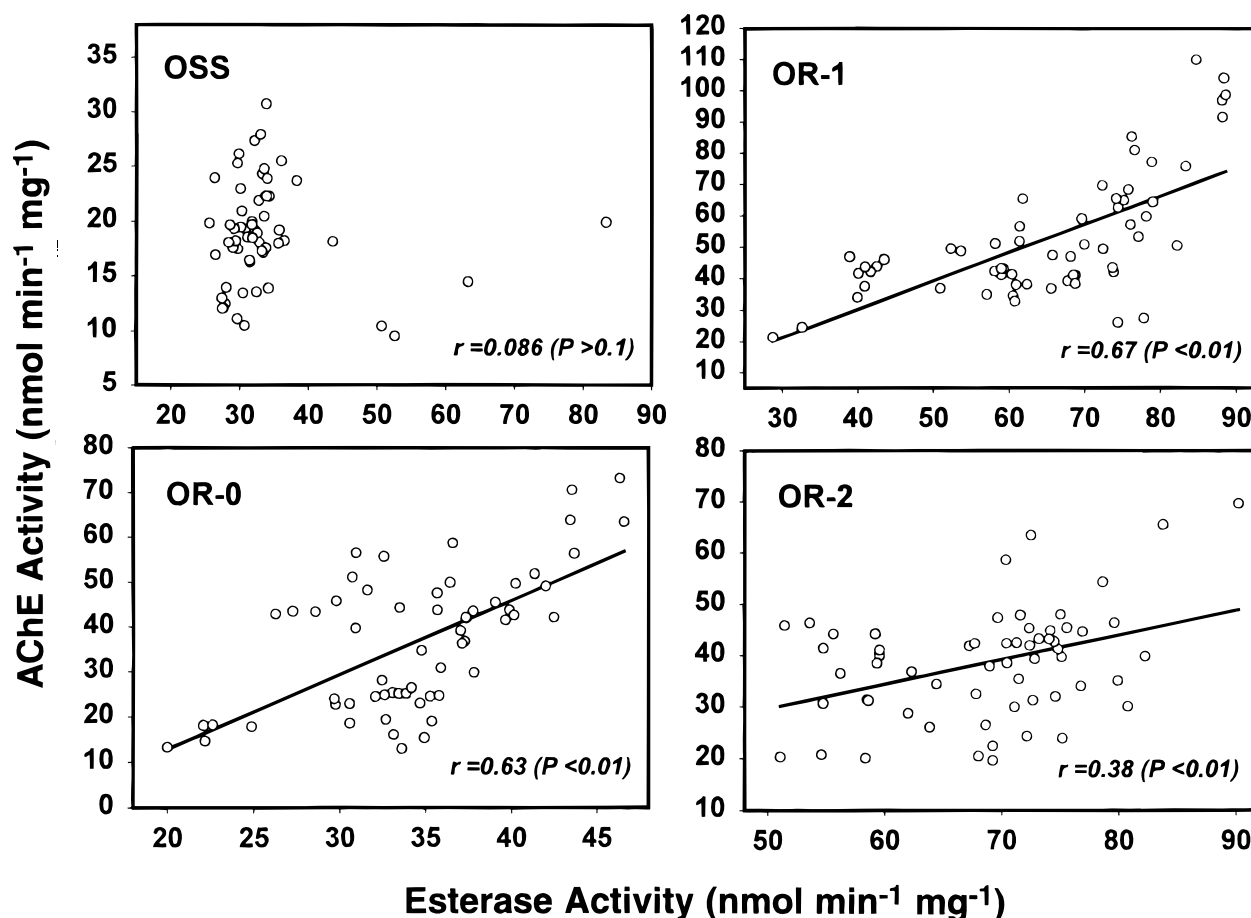 AChE Activity (nmol min-1 mg-1)
OSS
35
30
25
20
15
10
5
r =0.086 (P >0.1)
20 30 40 50 60 70 80 90
OR-1
120
110
100
90
80
70
60
50
40
30
20
10
r =0.67 (P <0.01)
30 40 50 60 70 80 90
OR-0
80
70
60
50
40
30
20
10
0
r =0.63 (P <0.01)
20 25 30 35 40 45
OR-2
80
70
60
50
40
30
20
10
r =0.38 (P <0.01)
50 60 70 80 90
Esterase Activity (nmol min-1 mg-1)